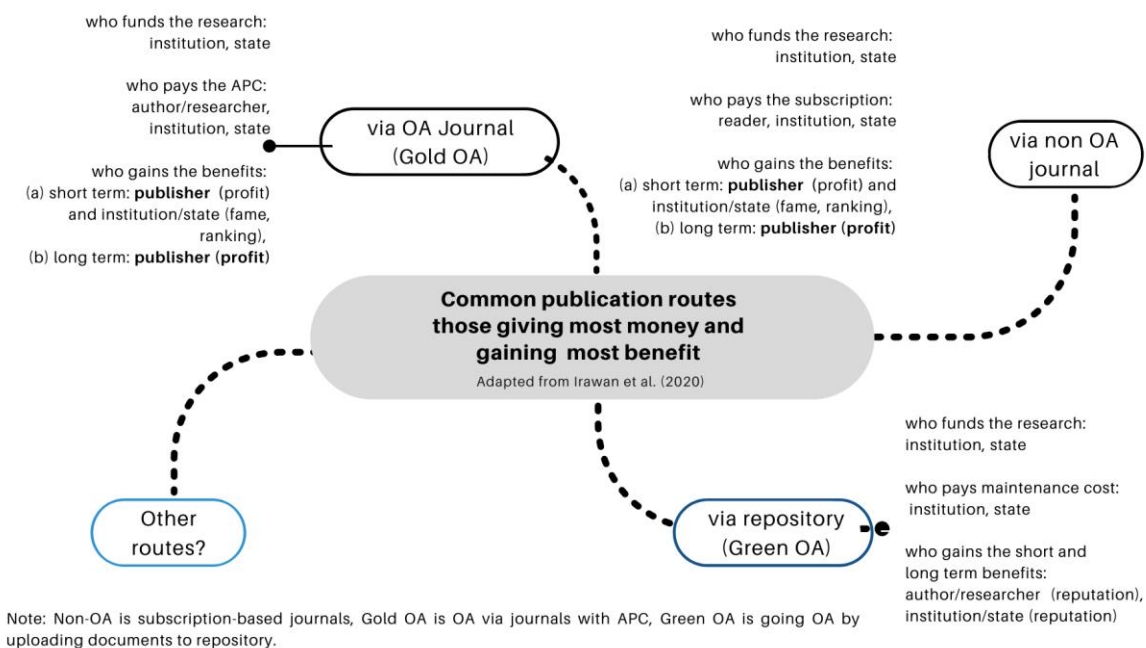 who funds the research:
institution, state
who pays the APC:
author/researcher,
institution, state
who gains the benefits:
(a) short term: publisher (profit)
and institution/state (fame,
ranking),
(b) long term: publisher (profit)
via OA Journal
(Gold OA)
who funds the research:
institution, state
who pays the subscription:
reader, institution, state
who gains the benefits:
(a) short term: publisher (profit) and
institution/state (fame, ranking),
(b) long term: publisher (profit)
via non OA
journal
Common publication routes
those giving most money and
gaining most benefit
Adapted from Irawan et al. (2020)
Other
routes?
via repository
(Green OA)
who funds the research:
institution, state
who pays maintenance cost:
institution, state
who gains the short and
long term benefits:
author/researcher (reputation),
institution/state (reputation)
Note: Non-OA is subscription-based journals, Gold OA is OA via journals with APC, Green OA is going OA by
uploading documents to repository.